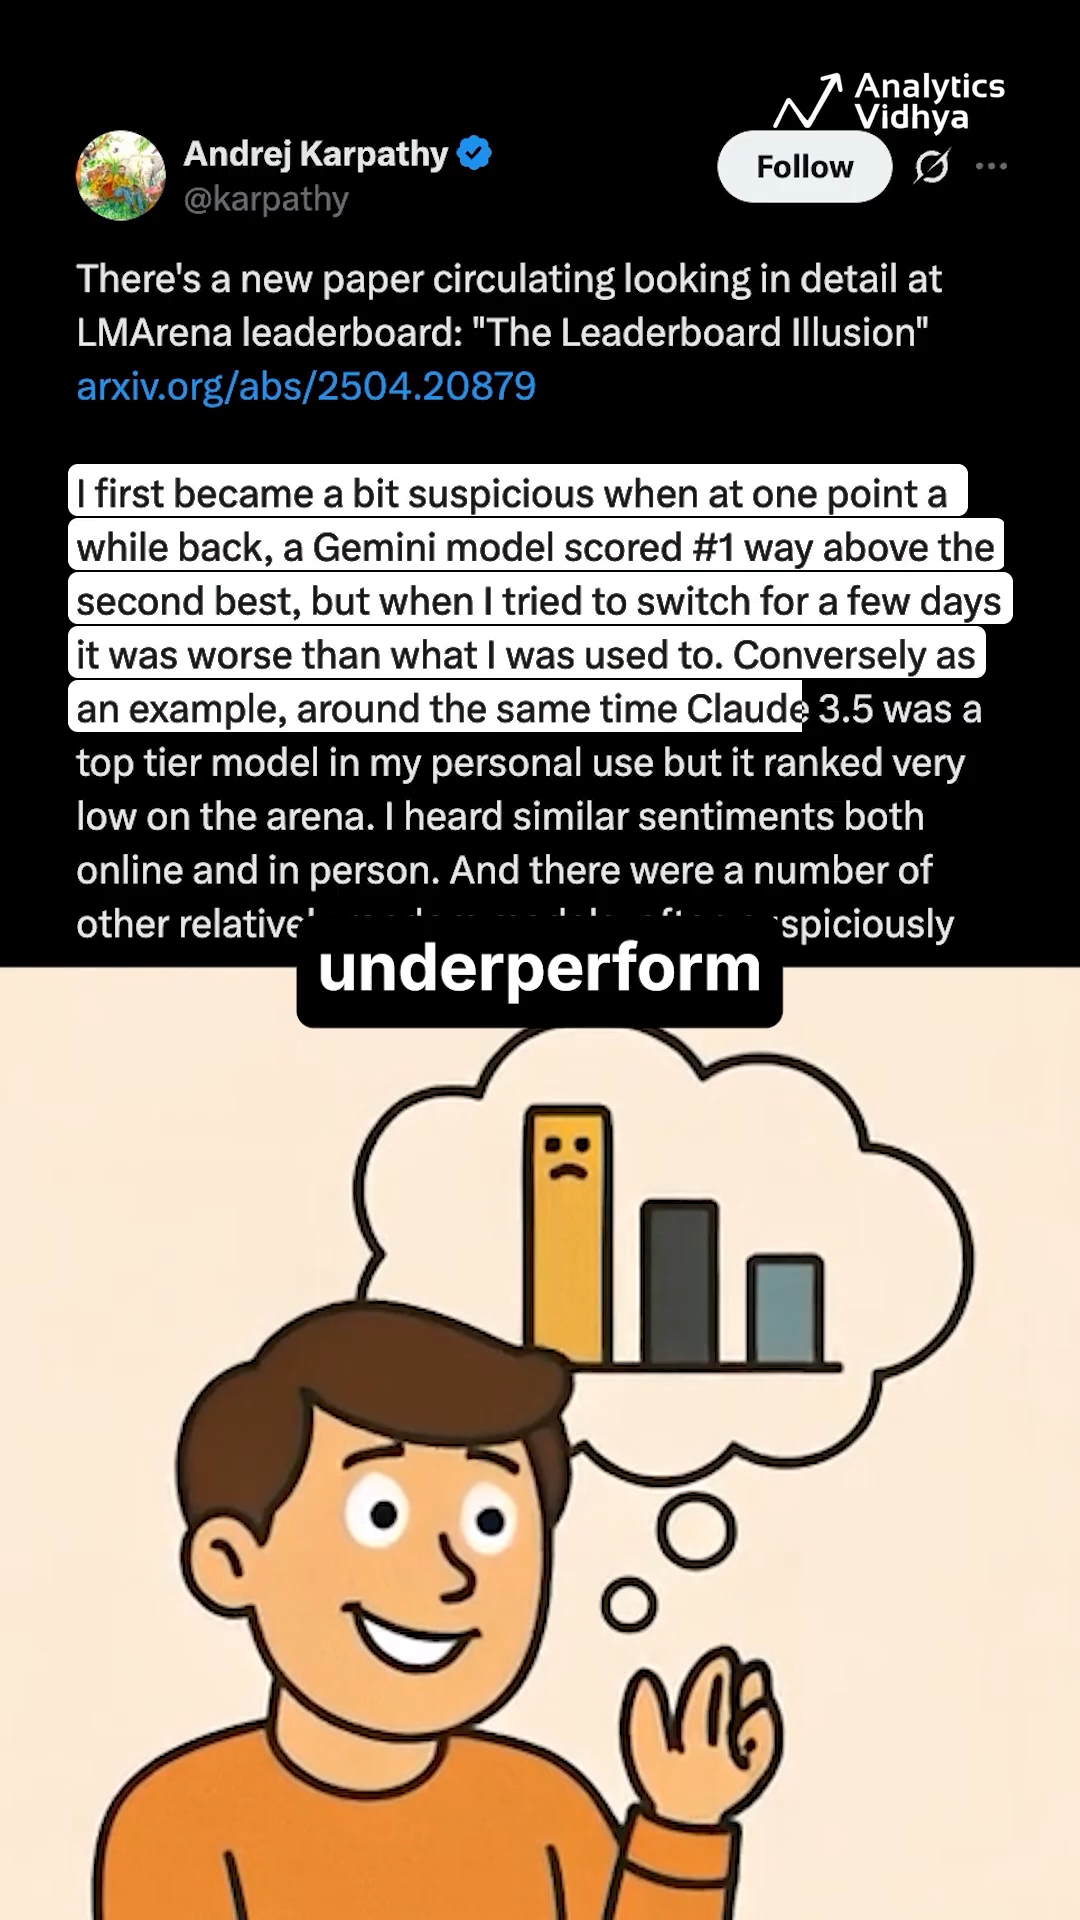 Analytics
Vidhya
Andrej Karpathy
@karpathy
Follow
There's a new paper circulating looking in detail at
LMArena leaderboard: "The Leaderboard Illusion"
arxiv.org/abs/2504.20879
I first became a bit suspicious when at one point a
while back, a Gemini model scored #1 way above the
second best, but when I tried to switch for a few days
it was worse than what I was used to. Conversely as
an example, around the same time Claude 3.5 was a
top tier model in my personal use but it ranked very
low on the arena. I heard similar sentiments both
online and in person. And there were a number of
other
underperform